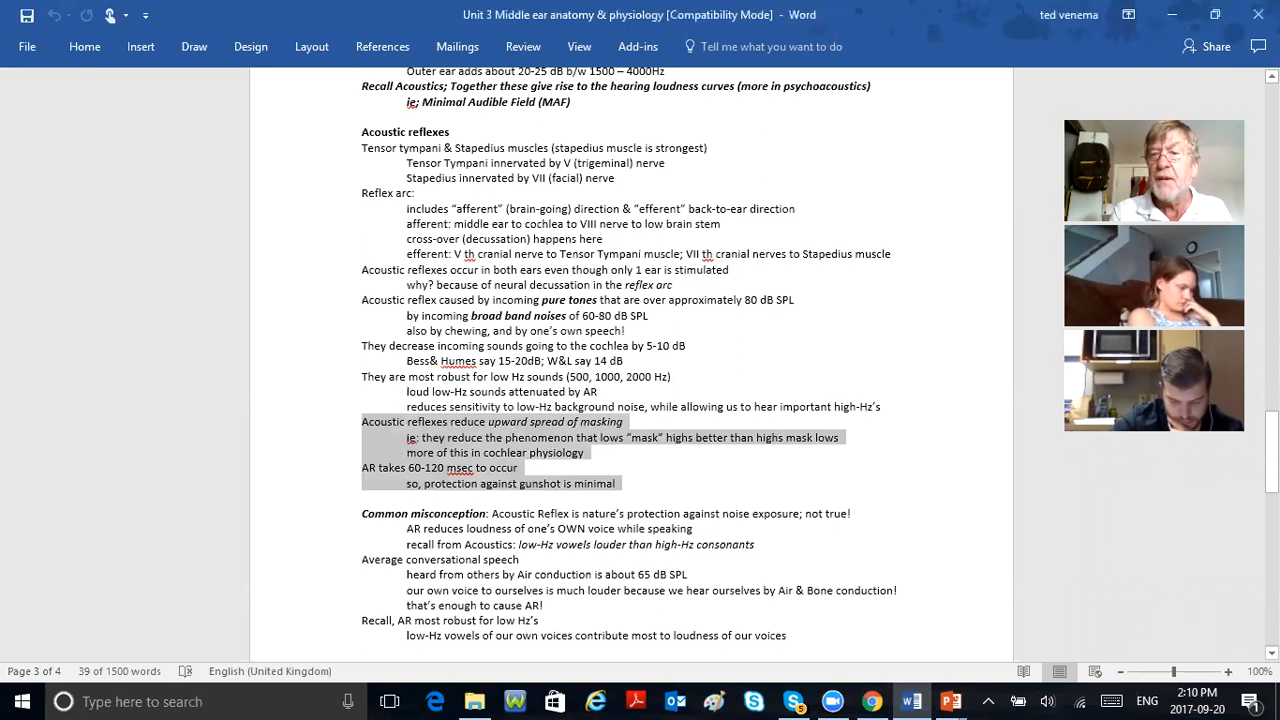 Unit 3 Middle ear anatomy & physiology [Compatibility Mode] - Word
ted venema
File Home Insert Draw Design Layout References Mailings Review View Add-ins Tell me what you want to do Share
Outer ear adds about 20-25 dB b/w 1500 – 4000Hz
Recall Acoustics; Together these give rise to the hearing loudness curves (more in psychoacoustics)
ie; Minimal Audible Field (MAF)
Acoustic reflexes
Tensor tympani & Stapedius muscles (stapedius muscle is strongest)
Tensor Tympani innervated by V (trigeminal) nerve
Stapedius innervated by VII (facial) nerve
Reflex arc:
includes “afferent” (brain-going) direction & “efferent” back-to-ear direction
afferent: middle ear to cochlea to VIII nerve to low brain stem
cross-over (decussation) happens here
efferent: V th cranial nerve to Tensor Tympani muscle; VII th cranial nerves to Stapedius muscle
Acoustic reflexes occur in both ears even though only 1 ear is stimulated
why? because of neural decussation in the reflex arc
Acoustic reflex caused by incoming pure tones that are over approximately 80 dB SPL
by incoming broad band noises of 60-80 dB SPL
also by chewing, and by one’s own speech!
They decrease incoming sounds going to the cochlea by 5-10 dB
Bess& Humes say 15-20dB; W&L say 14 dB
They are most robust for low Hz sounds (500, 1000, 2000 Hz)
loud low-Hz sounds attenuated by AR
reduces sensitivity to low-Hz background noise, while allowing us to hear important high-Hz’s
Acoustic reflexes reduce upward spread of masking
ie: they reduce the phenomenon that lows “mask” highs better than highs mask lows
more of this in cochlear physiology
AR takes 60-120 msec to occur
so, protection against gunshot is minimal
Common misconception: Acoustic Reflex is nature’s protection against noise exposure; not true!
AR reduces loudness of one’s OWN voice while speaking
recall from Acoustics: low-Hz vowels louder than high-Hz consonants
Average conversational speech
heard from others by Air conduction is about 65 dB SPL
our own voice to ourselves is much louder because we hear ourselves by Air & Bone conduction!
that’s enough to cause AR!
Recall, AR most robust for low Hz’s
low-Hz vowels of our own voices contribute most to loudness of our voices
Page 3 of 4 39 of 1500 words English (United Kingdom) 100%
Type here to search
5
ENG
2:10 PM
2017-09-20
1